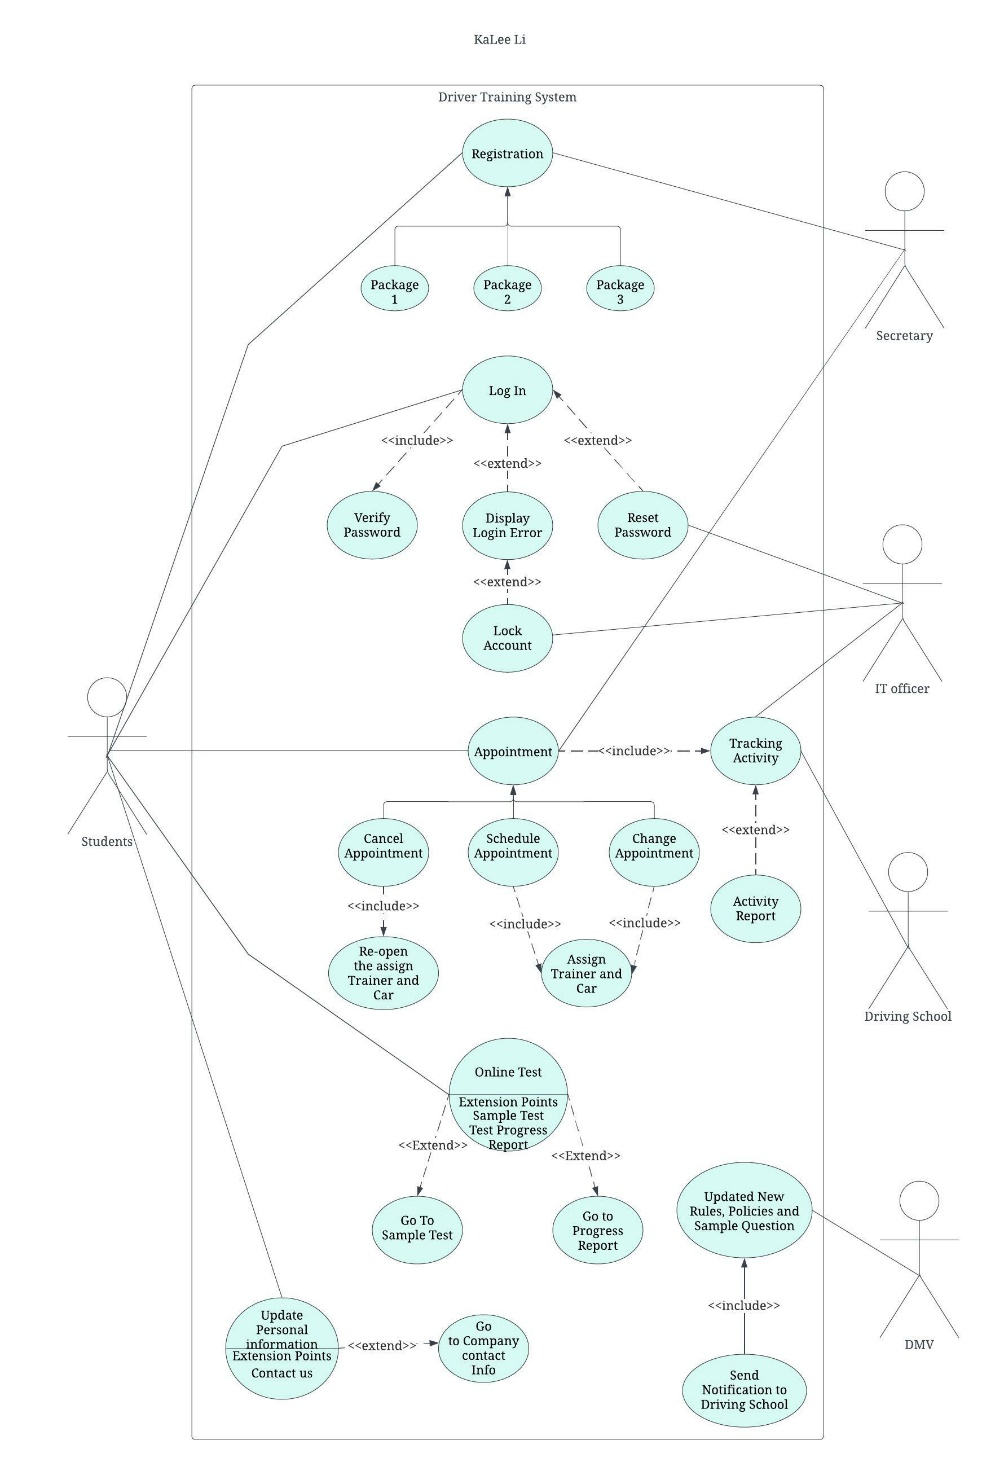 KaLee Li
Driver Training System
Registration
Package
1
Package
2
Package
3
Secretary
Log In
<<include>>
<<extend>>
<<extend>>
Verify
Password
Display
Login Error
Reset
Password
<<extend>>
Lock
Account
IT officer
Students
Appointment
<<include>>
Tracking
Activity
<<extend>>
Cancel
Appointment
Schedule
Appointment
Change
Appointment
Activity
Report
<<include>>
<<include>>
<<include>>
Re-open
the assign
Trainer and
Car
Assign
Trainer and
Car
Driving School
Online Test
Extension Points
Sample Test
Test Progress
Report
<<Extend>>
<<Extend>>
Go To
Sample Test
Go to
Progress
Report
Updated New
Rules, Policies and
Sample Question
<<include>>
DMV
Update
Personal
information
Extension Points
Contact us
<<extend>>
Go
to Company
contact
Info
Send
Notification to
Driving School